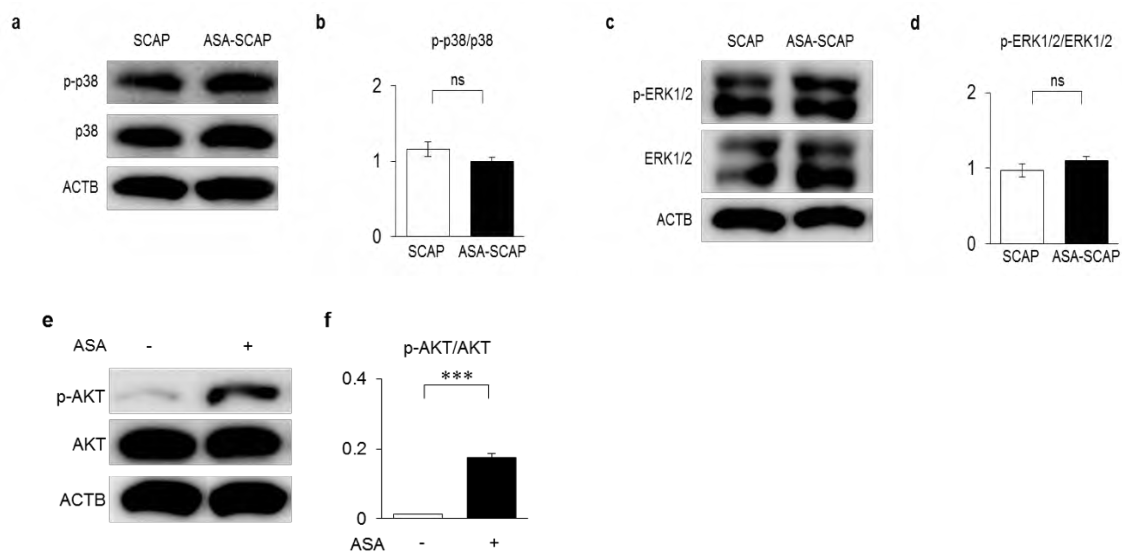 a
SCAP ASA-SCAP
p-p38
p38
ACTB
b
p-p38/p38
ns
2
1
0
SCAP ASA-SCAP
c
SCAP ASA-SCAP
p-ERK1/2
ERK1/2
ACTB
d
p-ERK1/2/ERK1/2
ns
2
1
0
SCAP ASA-SCAP
e
ASA - +
p-AKT
AKT
ACTB
f
p-AKT/AKT
***
0.4
0.2
0
ASA - +